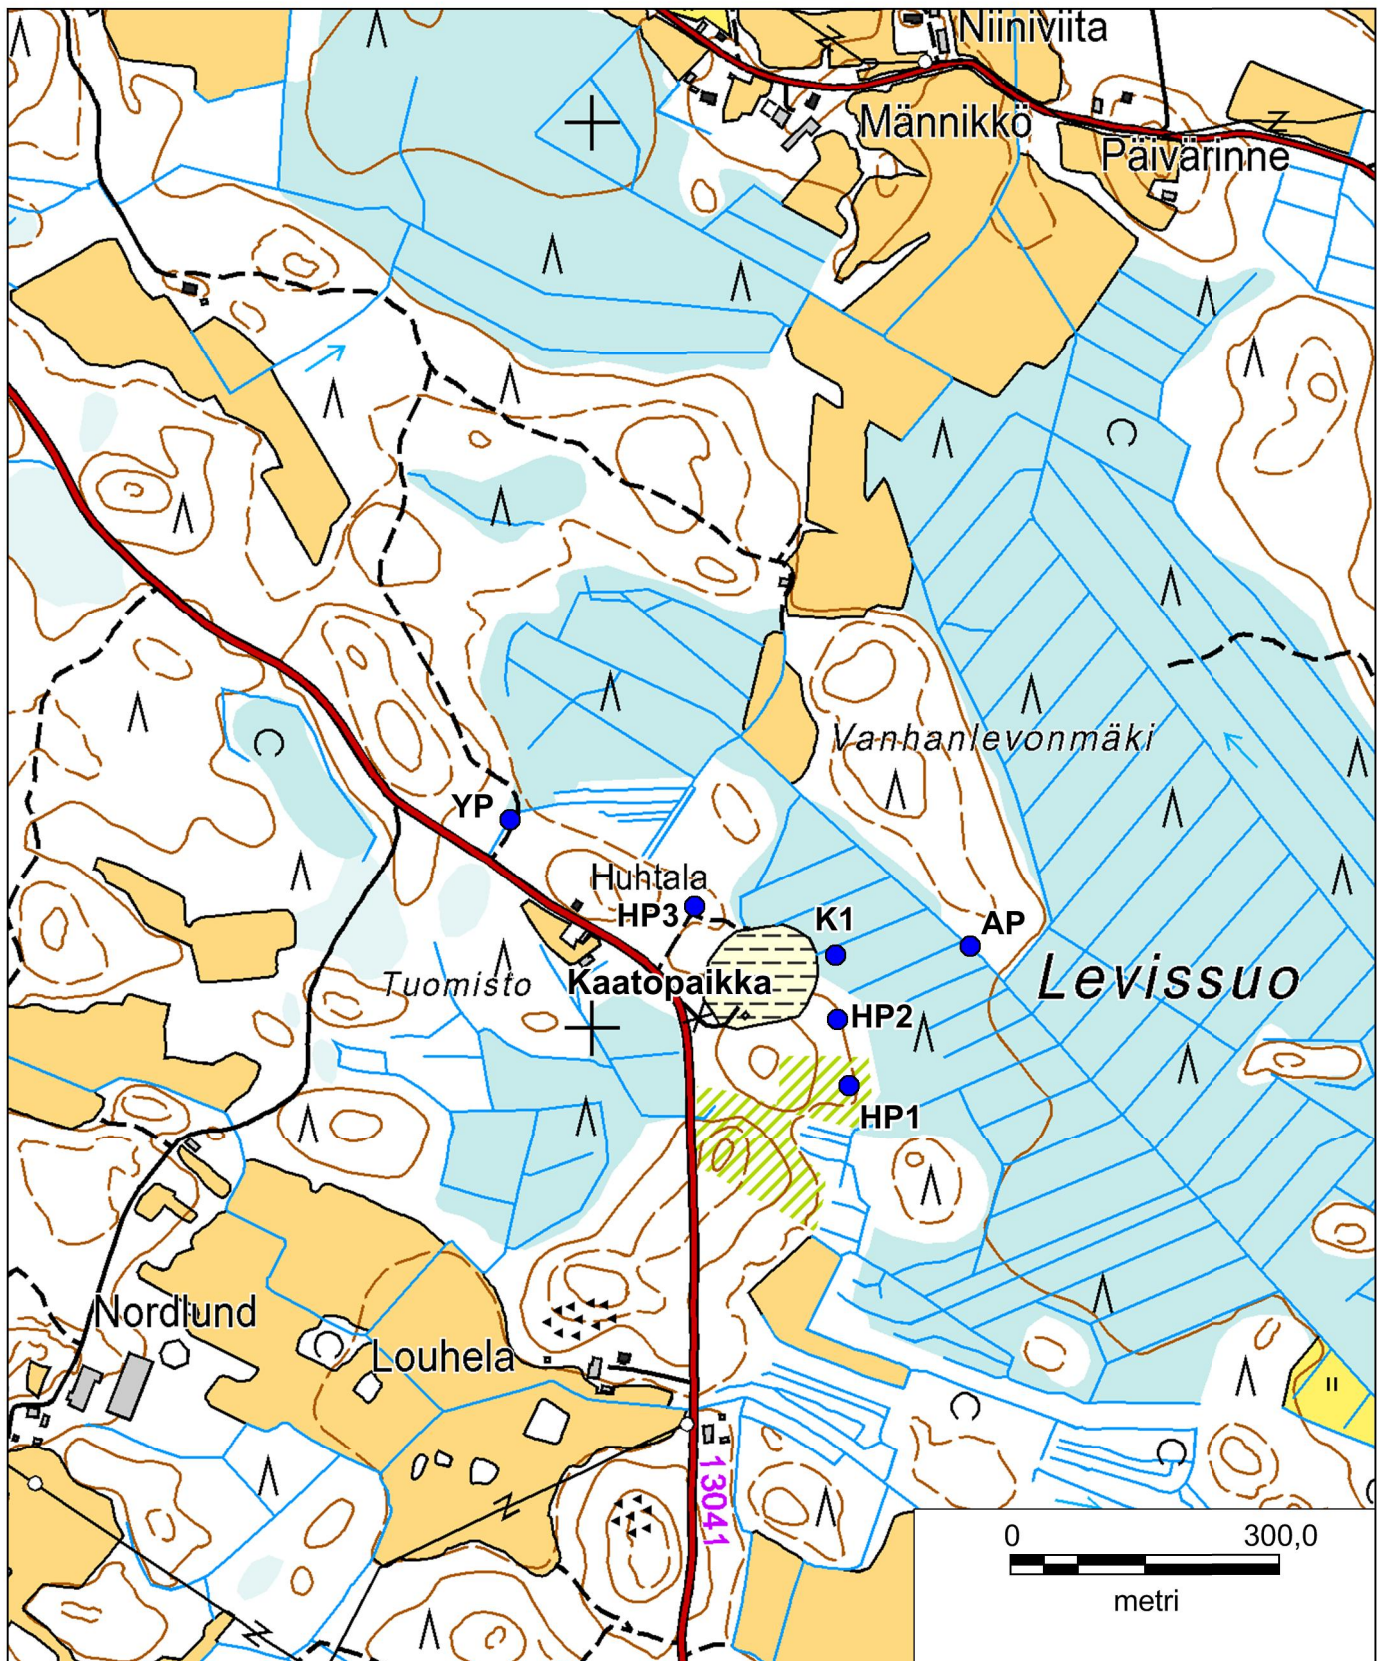 Niiniviita
Männikkö
Päivärinne
Vanhanlevonmäki
YP
Huhtala
HP3
K1
AP
Tuomisto
Kaatopaikka
Levissuo
HP2
HP1
Nordlund
Louhela
13041
0 300,0
metri